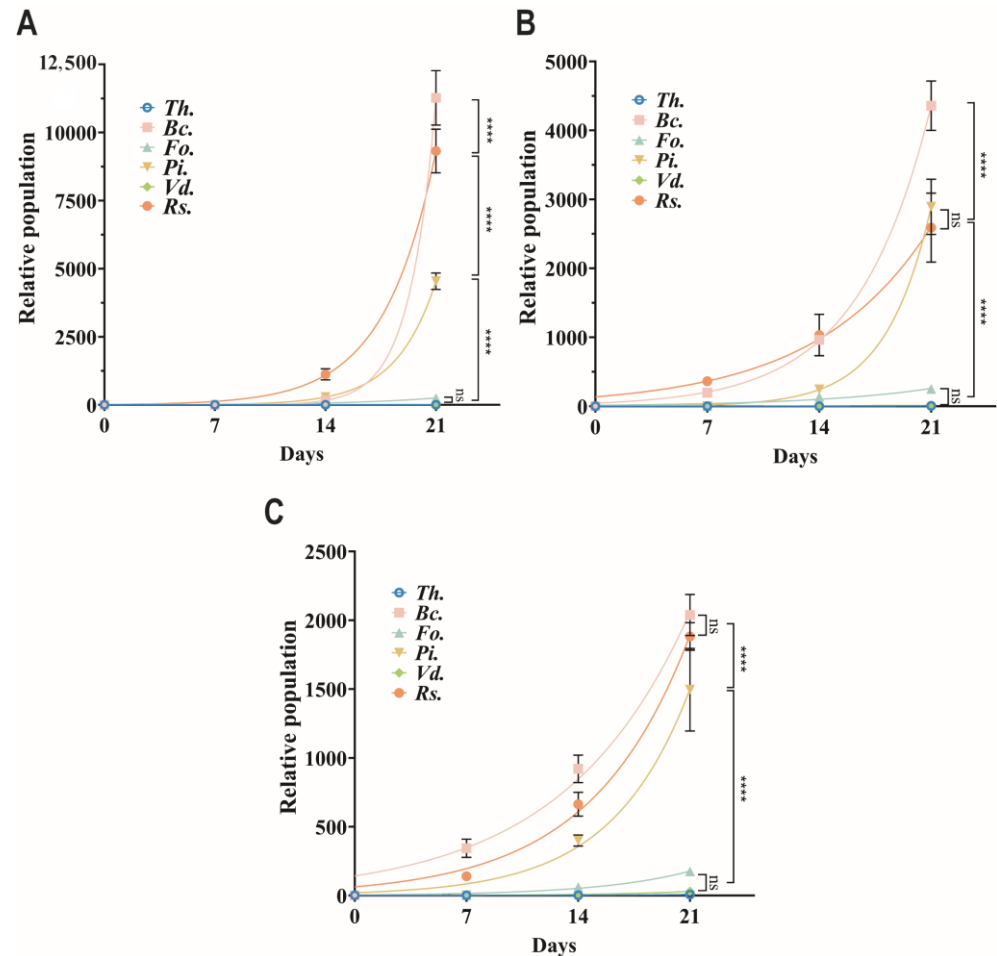 A
Relative population
12,500
10000
7500
5000
2500
0
Th.
Bc.
Fo.
Pi.
Vd.
Rs.
****
****
****
ns
0 7 14 21
Days
B
Relative population
5000
4000
3000
2000
1000
0
Th.
Bc.
Fo.
Pi.
Vd.
Rs.
****
ns
****
ns
0 7 14 21
Days
C
Relative population
2500
2000
1500
1000
500
0
Th.
Bc.
Fo.
Pi.
Vd.
Rs.
ns
****
****
ns
0 7 14 21
Days